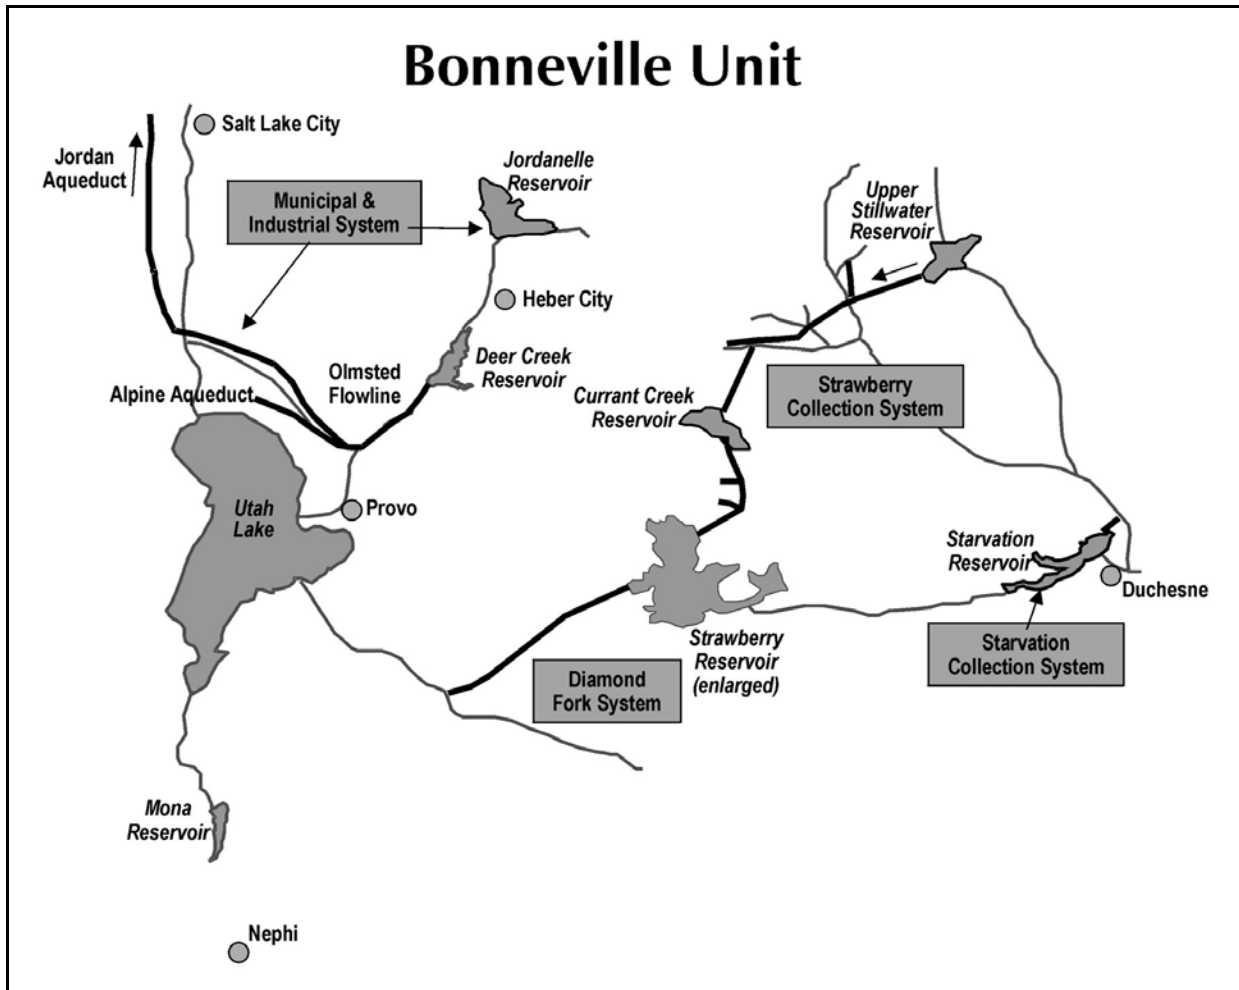 Bonneville Unit
Salt Lake City
Jordan
Aqueduct
Municipal &
Industrial System
Jordanelle
Reservoir
Upper
Stillwater
Reservoir
Heber City
Deer Creek
Reservoir
Olmsted
Flowline
Alpine Aqueduct
Currant Creek
Reservoir
Strawberry
Collection System
Utah
Lake
Provo
Starvation
Reservoir
Duchesne
Strawberry
Reservoir
(enlarged)
Starvation
Collection System
Diamond
Fork System
Mona
Reservoir
Nephi